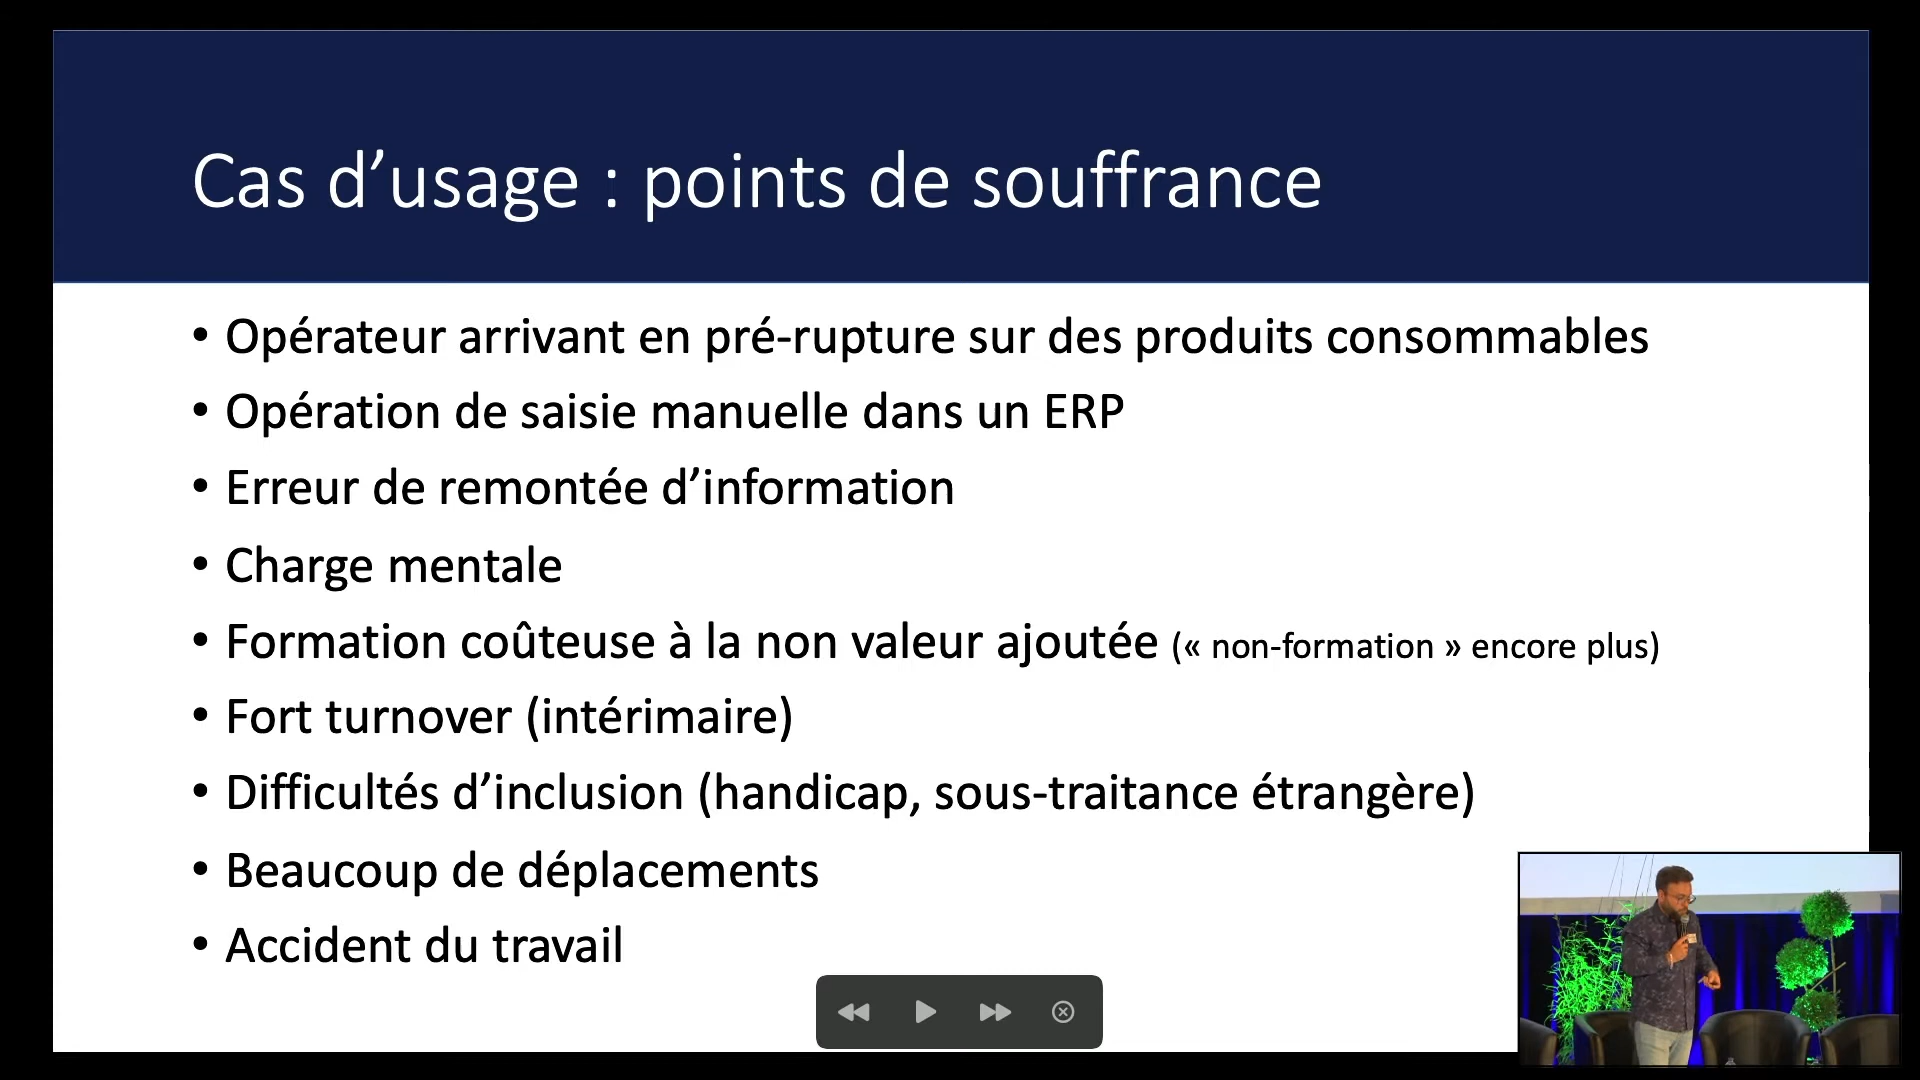 Cas d’usage : points de souffrance
• Opérateur arrivant en pré-rupture sur des produits consommables
• Opération de saisie manuelle dans un ERP
• Erreur de remontée d’information
• Charge mentale
• Formation coûteuse à la non valeur ajoutée (« non-formation » encore plus)
• Fort turnover (intérimaire)
• Difficultés d’inclusion (handicap, sous-traitance étrangère)
• Beaucoup de déplacements
• Accident du travail